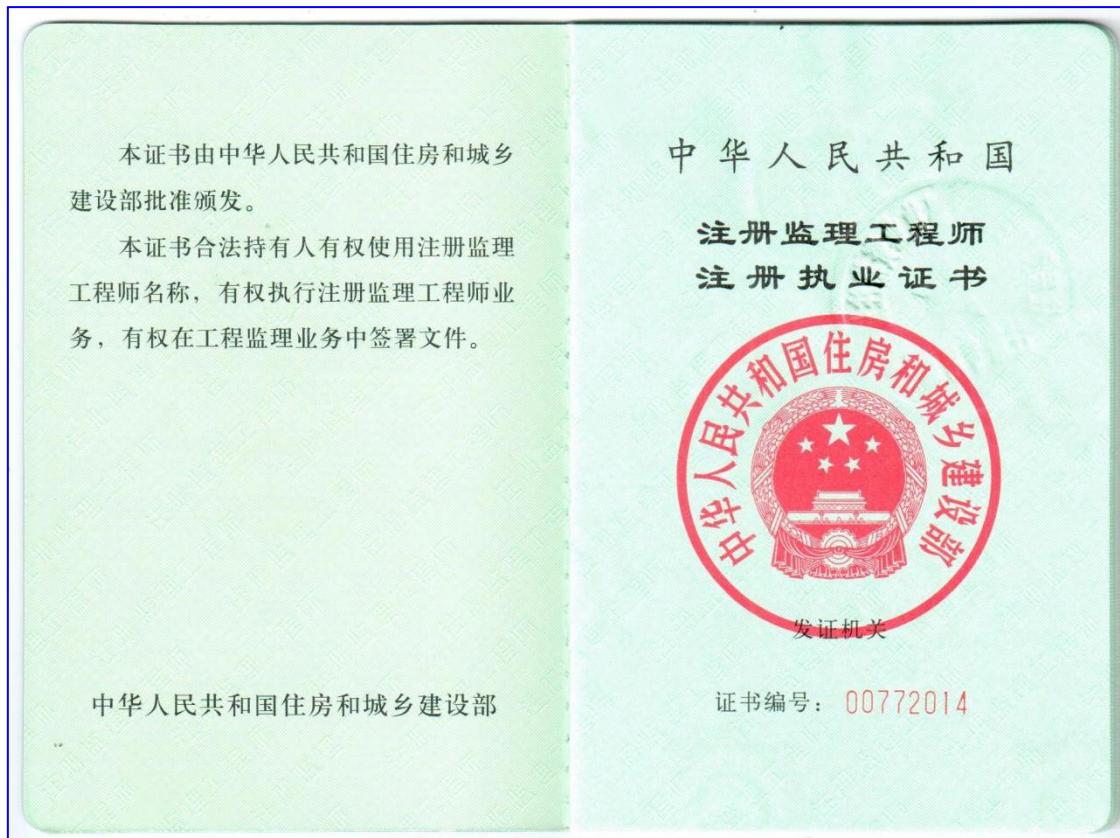 本证书由中华人民共和国住房和城乡
建设部批准颁发。
本证书合法持有人有权使用注册监理
工程师名称，有权执行注册监理工程师业
务，有权在工程监理业务中签署文件。
中华人民共和国住房和城乡建设部
中华人民共和国
注册监理工程师
注册执业证书
中华人民共和国住房和城乡建设部
发证机关
证书编号：00772014